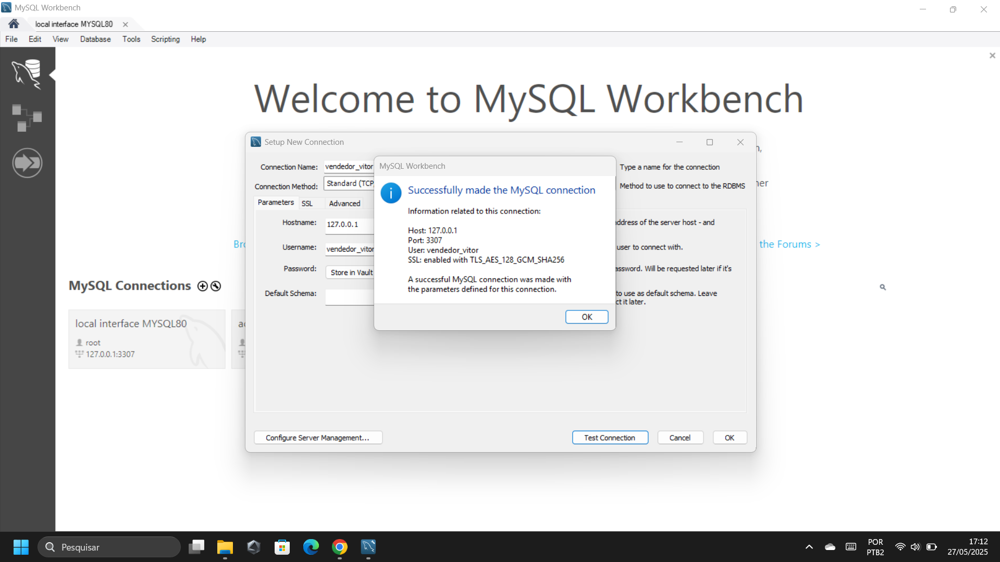 MySQL Workbench
local interface MYSQL80
File Edit View Database Tools Scripting Help
Welcome to MySQL Workbench
Setup New Connection
Connection Name: vendedor_vitor Type a name for the connection
MySQL Workbench
Connection Method: Standard (TCP Method to use to connect to the RDBMS
Successfully made the MySQL connection
Parameters SSL Advanced
Information related to this connection:
Hostname: 127.0.0.1 address of the server host - and
Host: 127.0.0.1
Port: 3307
Username: vendedor_vitor user to connect with.
User: vendedor_vitor
SSL: enabled with TLS_AES_128_GCM_SHA256
the Forums >
Password: Store in Vault assword. Will be requested later if it's
A successful MySQL connection was made with
the parameters defined for this connection.
Default Schema: to use as default schema. Leave
ct it later.
OK
MySQL Connections
local interface MYSQL80
root
127.0.0.1:3307
Configure Server Management... Test Connection Cancel OK
Pesquisar
POR
PTB2
17:12
27/05/2025